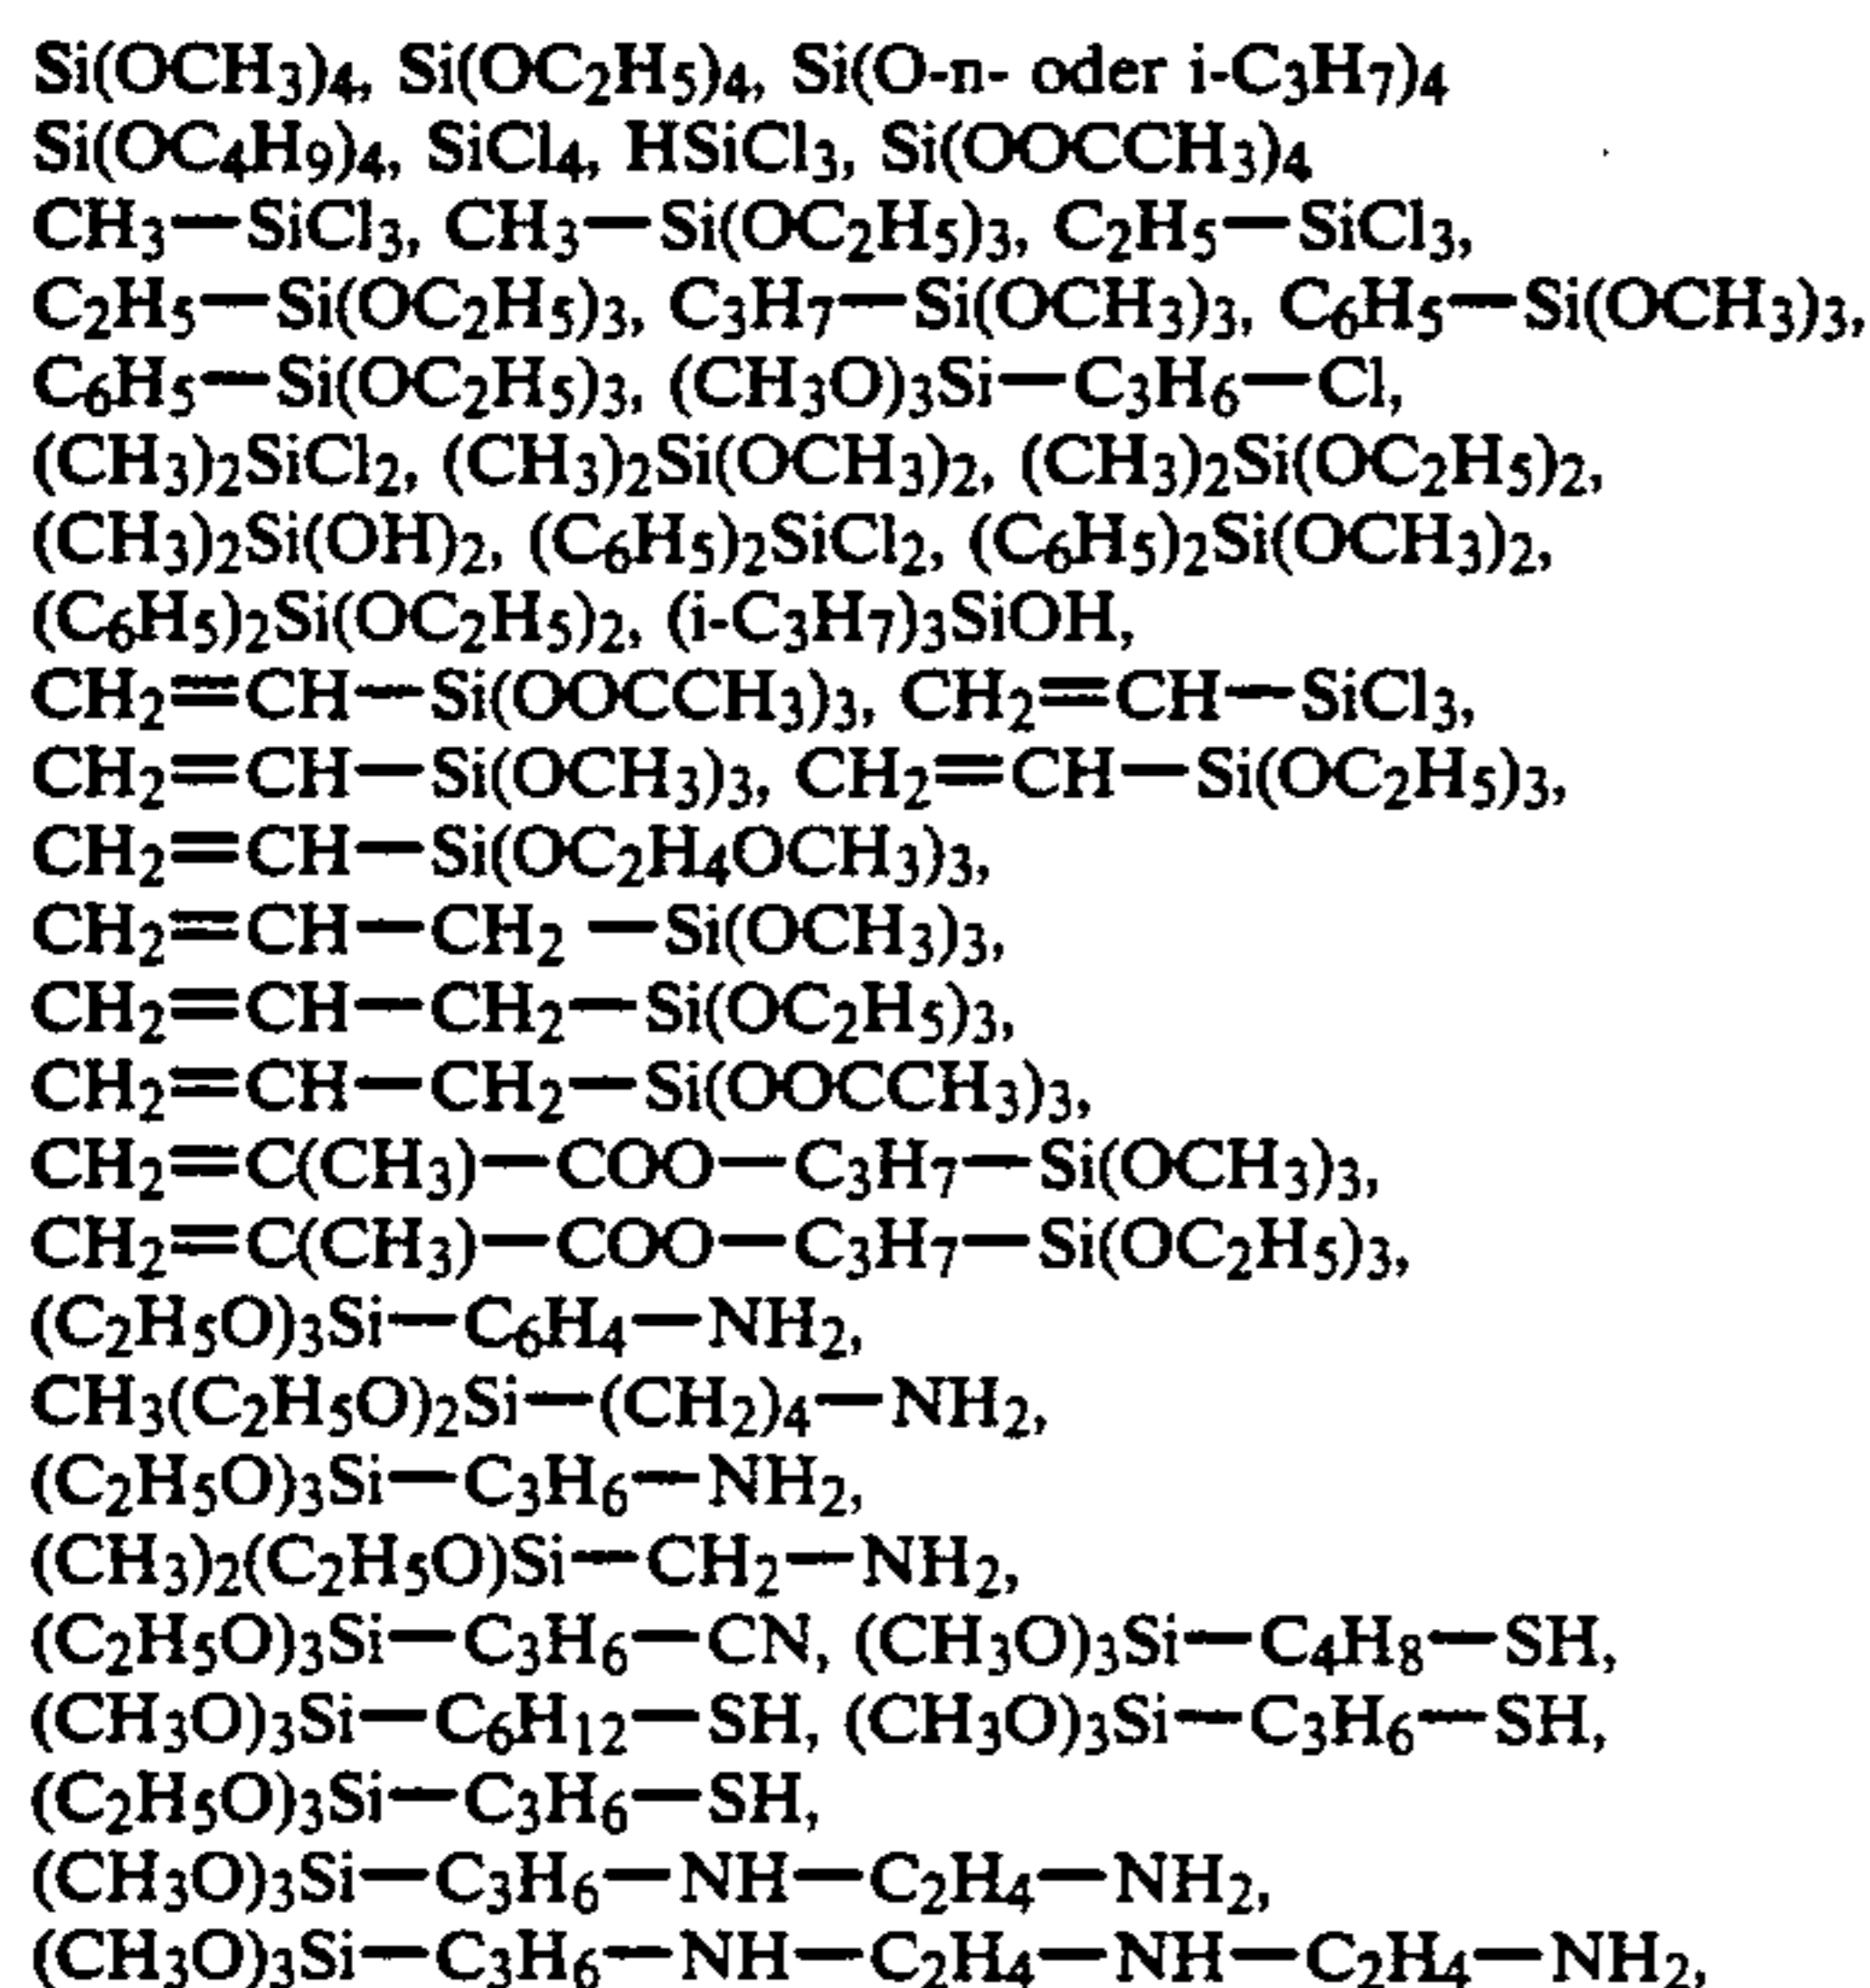 Si(OCH₃)₄, Si(OC₂H₅)₄, Si(O-n- oder i-C₃H₇)₄
Si(OC₄H₉)₄, SiCl₄, HSiCl₃, Si(OOCCH₃)₄
CH₃—SiCl₃, CH₃—Si(OC₂H₅)₃, C₂H₅—SiCl₃,
C₂H₅—Si(OC₂H₅)₃, C₃H₇—Si(OCH₃)₃, C₆H₅—Si(OCH₃)₃,
C₆H₅—Si(OC₂H₅)₃, (CH₃O)₃Si—C₃H₆—Cl,
(CH₃)₂SiCl₂, (CH₃)₂Si(OCH₃)₂, (CH₃)₂Si(OC₂H₅)₂,
(CH₃)₂Si(OH)₂, (C₆H₅)₂SiCl₂, (C₆H₅)₂Si(OCH₃)₂,
(C₆H₅)₂Si(OC₂H₅)₂, (i-C₃H₇)₃SiOH,
CH₂=CH—Si(OOCCH₃)₃, CH₂=CH—SiCl₃,
CH₂=CH—Si(OCH₃)₃, CH₂=CH—Si(OC₂H₅)₃,
CH₂=CH—Si(OC₂H₄OCH₃)₃,
CH₂=CH—CH₂ —Si(OCH₃)₃,
CH₂=CH—CH₂—Si(OC₂H₅)₃,
CH₂=CH—CH₂—Si(OOCCH₃)₃,
CH₂=C(CH₃)—COO—C₃H₇—Si(OCH₃)₃,
CH₂=C(CH₃)—COO—C₃H₇—Si(OC₂H₅)₃,
(C₂H₅O)₃Si—C₆H₄—NH₂,
CH₃(C₂H₅O)₂Si—(CH₂)₄—NH₂,
(C₂H₅O)₃Si—C₃H₆—NH₂,
(CH₃)₂(C₂H₅O)Si—CH₂—NH₂,
(C₂H₅O)₃Si—C₃H₆—CN, (CH₃O)₃Si—C₄H₈—SH,
(CH₃O)₃Si—C₆H₁₂—SH, (CH₃O)₃Si—C₃H₆—SH,
(C₂H₅O)₃Si—C₃H₆—SH,
(CH₃O)₃Si—C₃H₆—NH—C₂H₄—NH₂,
(CH₃O)₃Si—C₃H₆—NH—C₂H₄—NH—C₂H₄—NH₂,